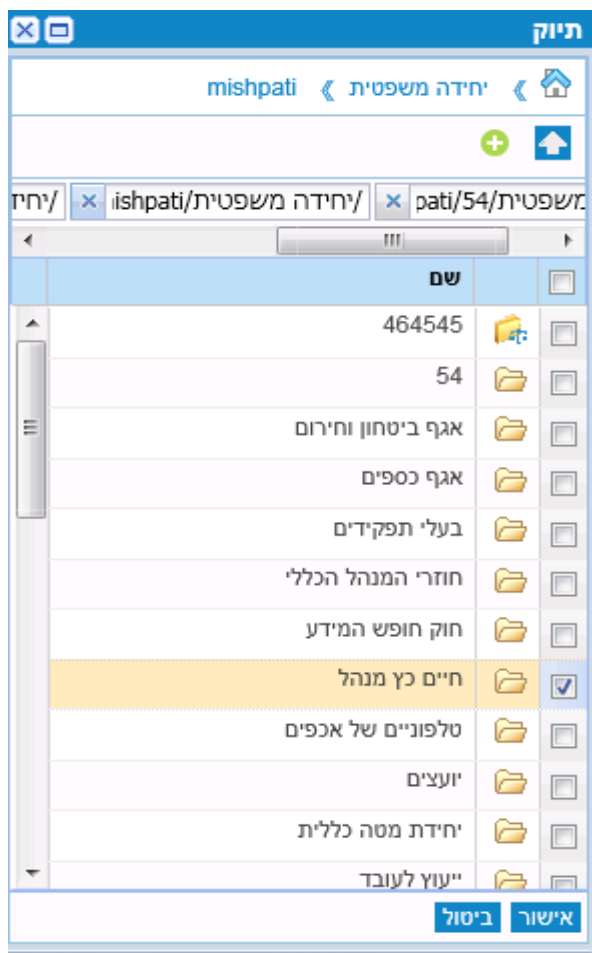 תיוק
יחידה משפטית 》 mishpati
משפטית/54/pati /יחידה משפטית/ishpati /יחיד
שם
464545
54
אגף ביטחון וחירום
אגף כספים
בעלי תפקידים
חוזרי המנהל הכללי
חוק חופש המידע
חיים כץ מנהל
טלפוניים של אכפים
יועצים
יחידת מטה כללית
ייעוץ לעובד
אישור ביטול